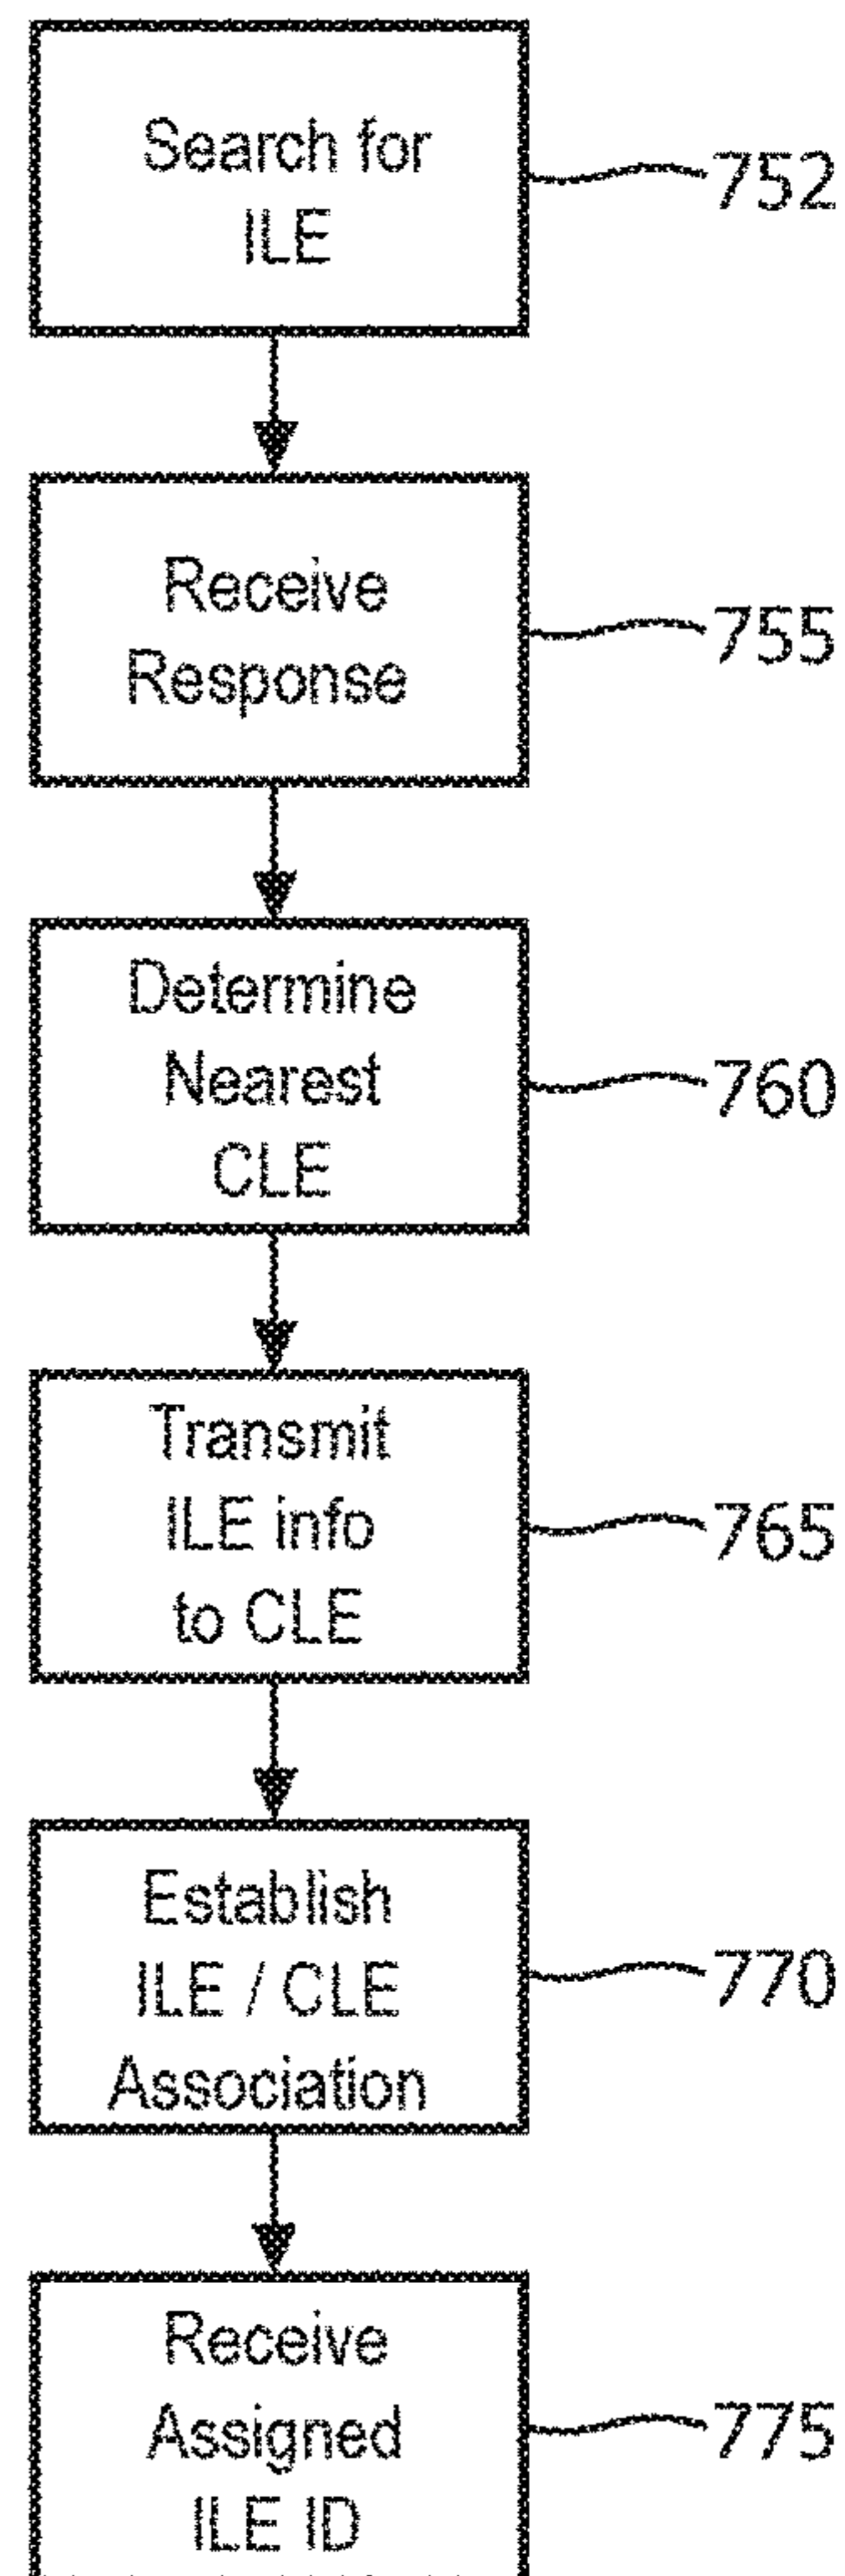 Search for
ILE
752
Receive
Response
755
Determine
Nearest
CLE
760
Transmit
ILE info
to CLE
765
Establish
ILE / CLE
Association
770
Receive
Assigned
ILE ID
775